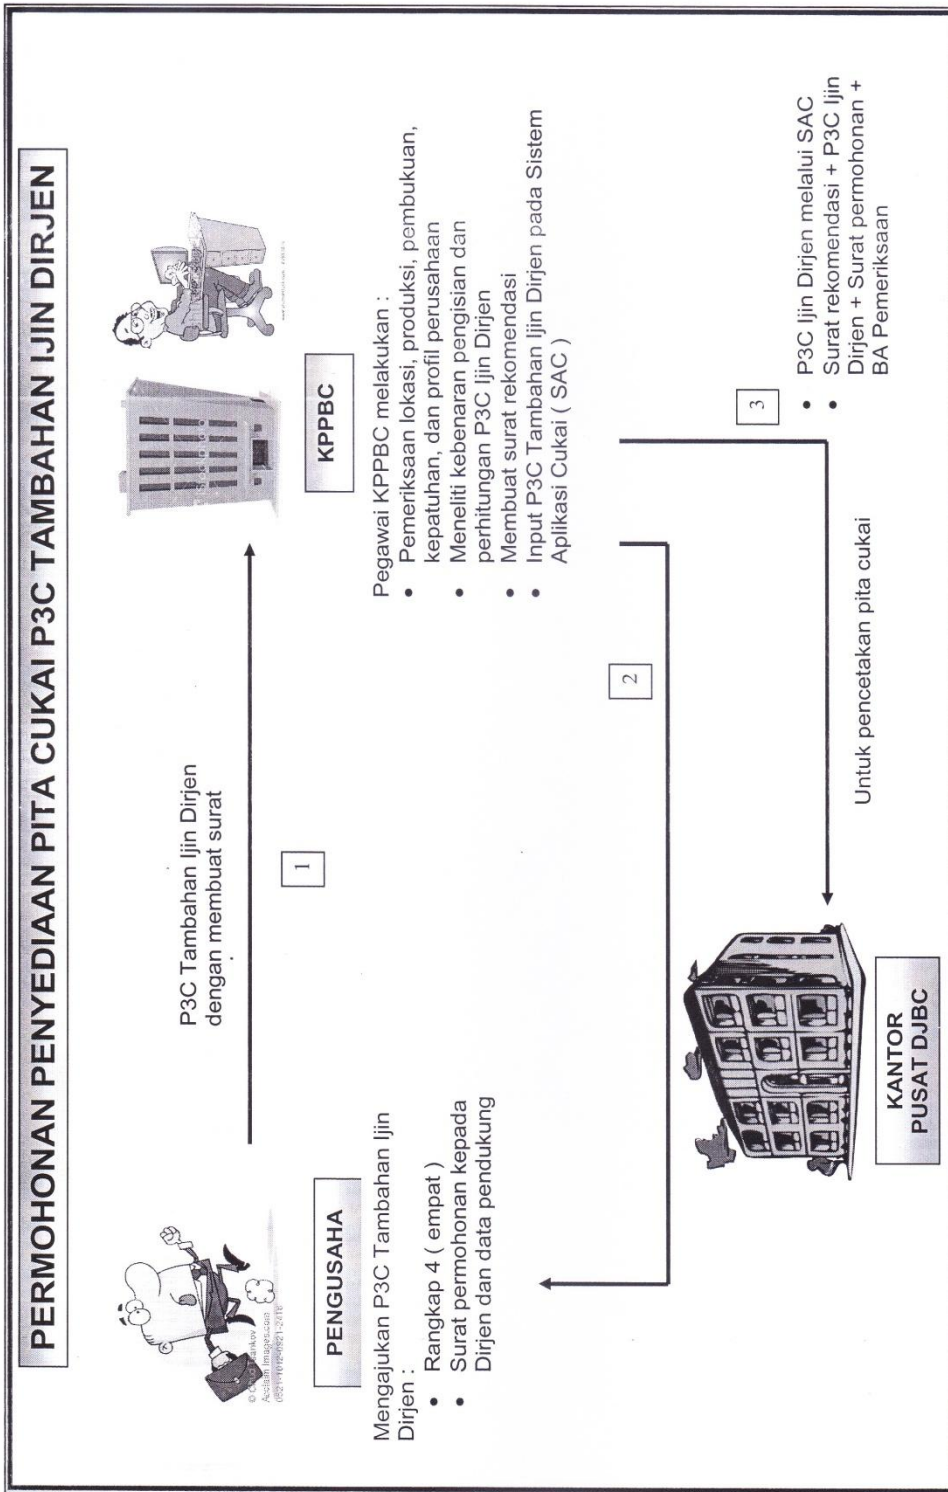 PERMOHONAN PENYEDIAAN PITA CUKAI P3C TAMBAHAN IJIN DIRJEN
PENGUSAHA
Mengajukan P3C Tambahan Ijin
Dirjen :
• Rangkap 4 ( empat )
• Surat permohonan kepada
Dirjen dan data pendukung
P3C Tambahan Ijin Dirjen
dengan membuat surat
1
KPPBC
Pegawai KPPBC melakukan :
• Pemeriksaan lokasi, produksi, pembukuan,
kepatuhan, dan profil perusahaan
• Meneliti kebenaran pengisian dan
perhitungan P3C Ijin Dirjen
• Membuat surat rekomendasi
• Input P3C Tambahan Ijin Dirjen pada Sistem
Aplikasi Cukai ( SAC )
2
3
• P3C Ijin Dirjen melalui SAC
• Surat rekomendasi + P3C Ijin
Dirjen + Surat permohonan +
BA Pemeriksaan
Untuk pencetakan pita cukai
KANTOR
PUSAT DJBC